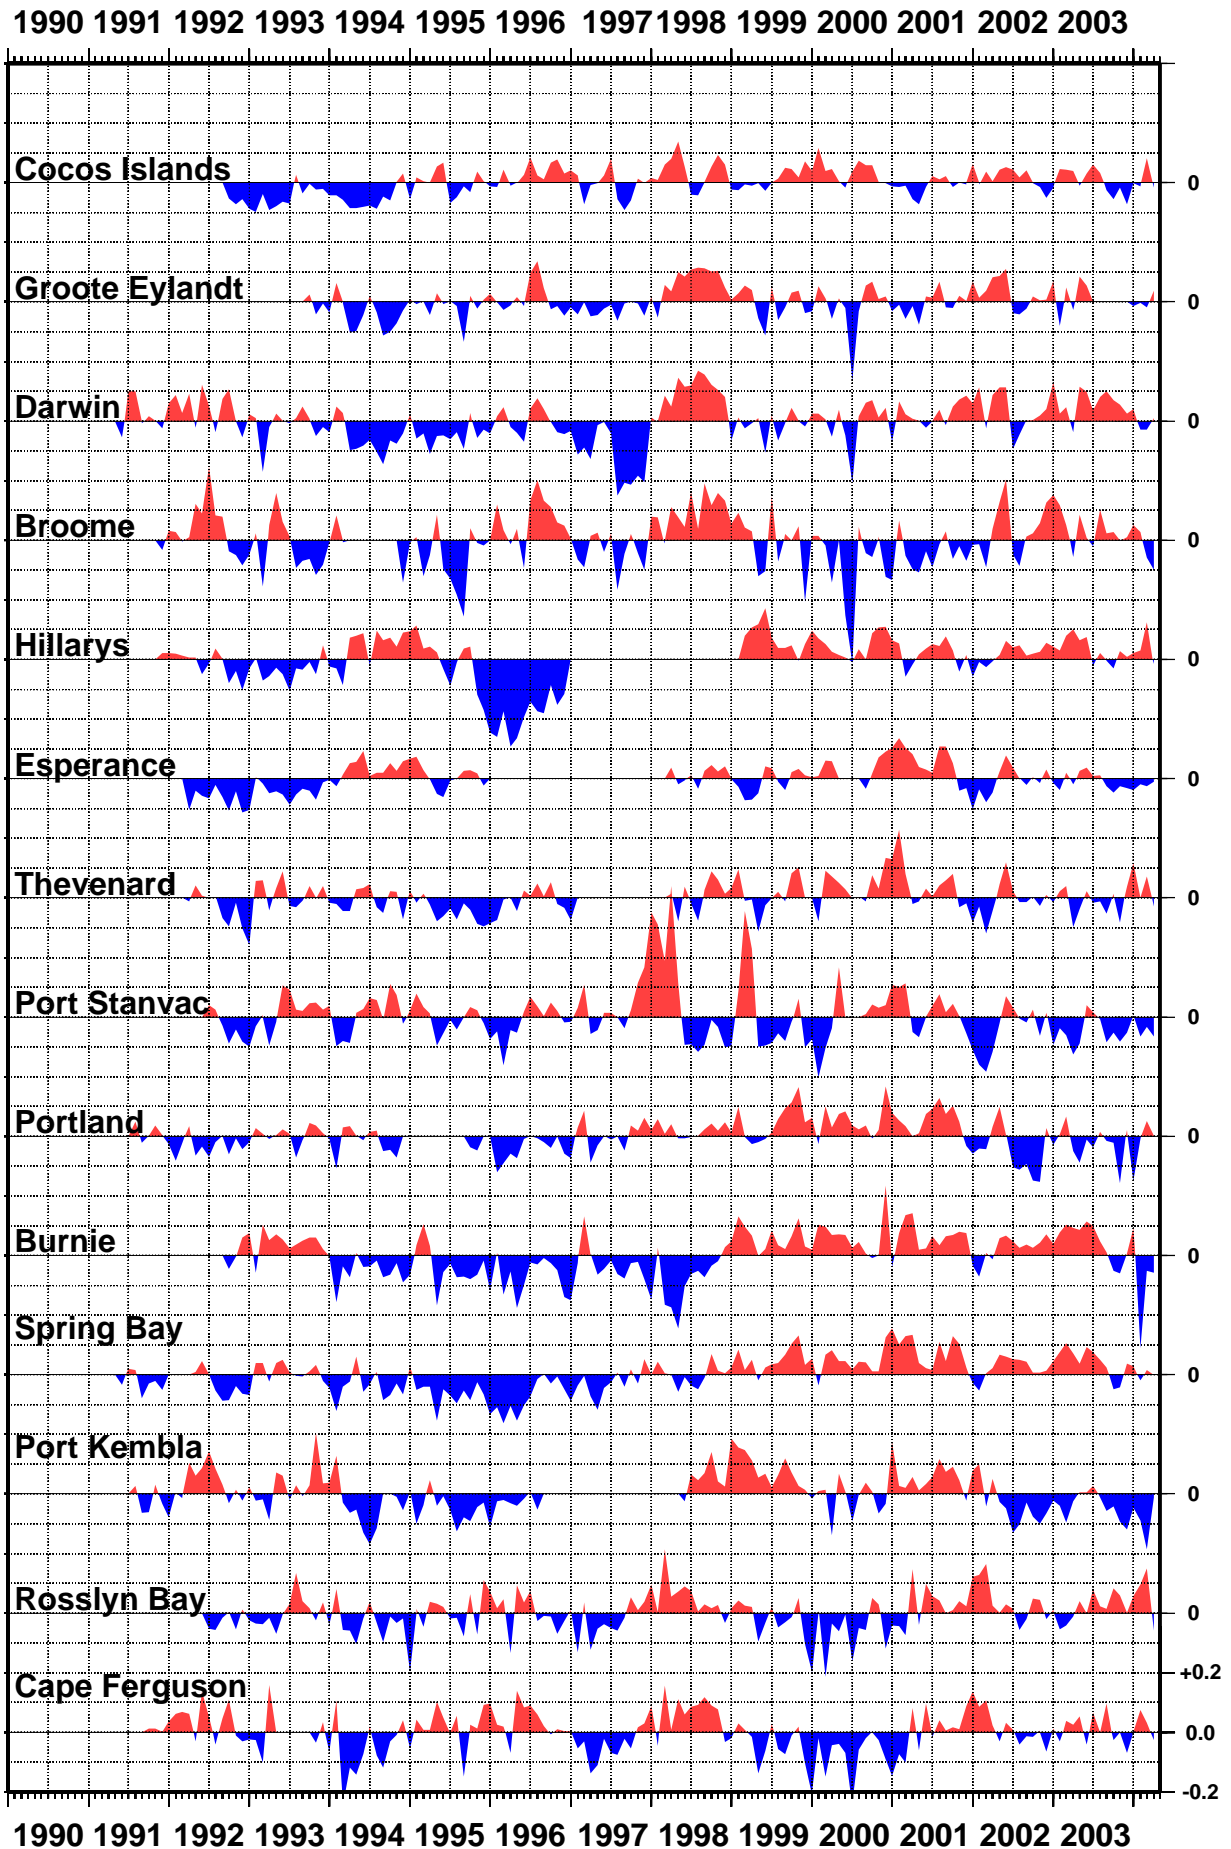 1990 1991 1992 1993 1994 1995 1996 1997 1998 1999 2000 2001 2002 2003
Cocos Islands 0
Groote Eylandt 0
Darwin 0
Broome 0
Hillarys 0
Esperance 0
Thevenard 0
Port Stanvac 0
Portland 0
Burnie 0
Spring Bay 0
Port Kembla 0
Rosslyn Bay 0
+0.2
Cape Ferguson 0.0
-0.2
1990 1991 1992 1993 1994 1995 1996 1997 1998 1999 2000 2001 2002 2003